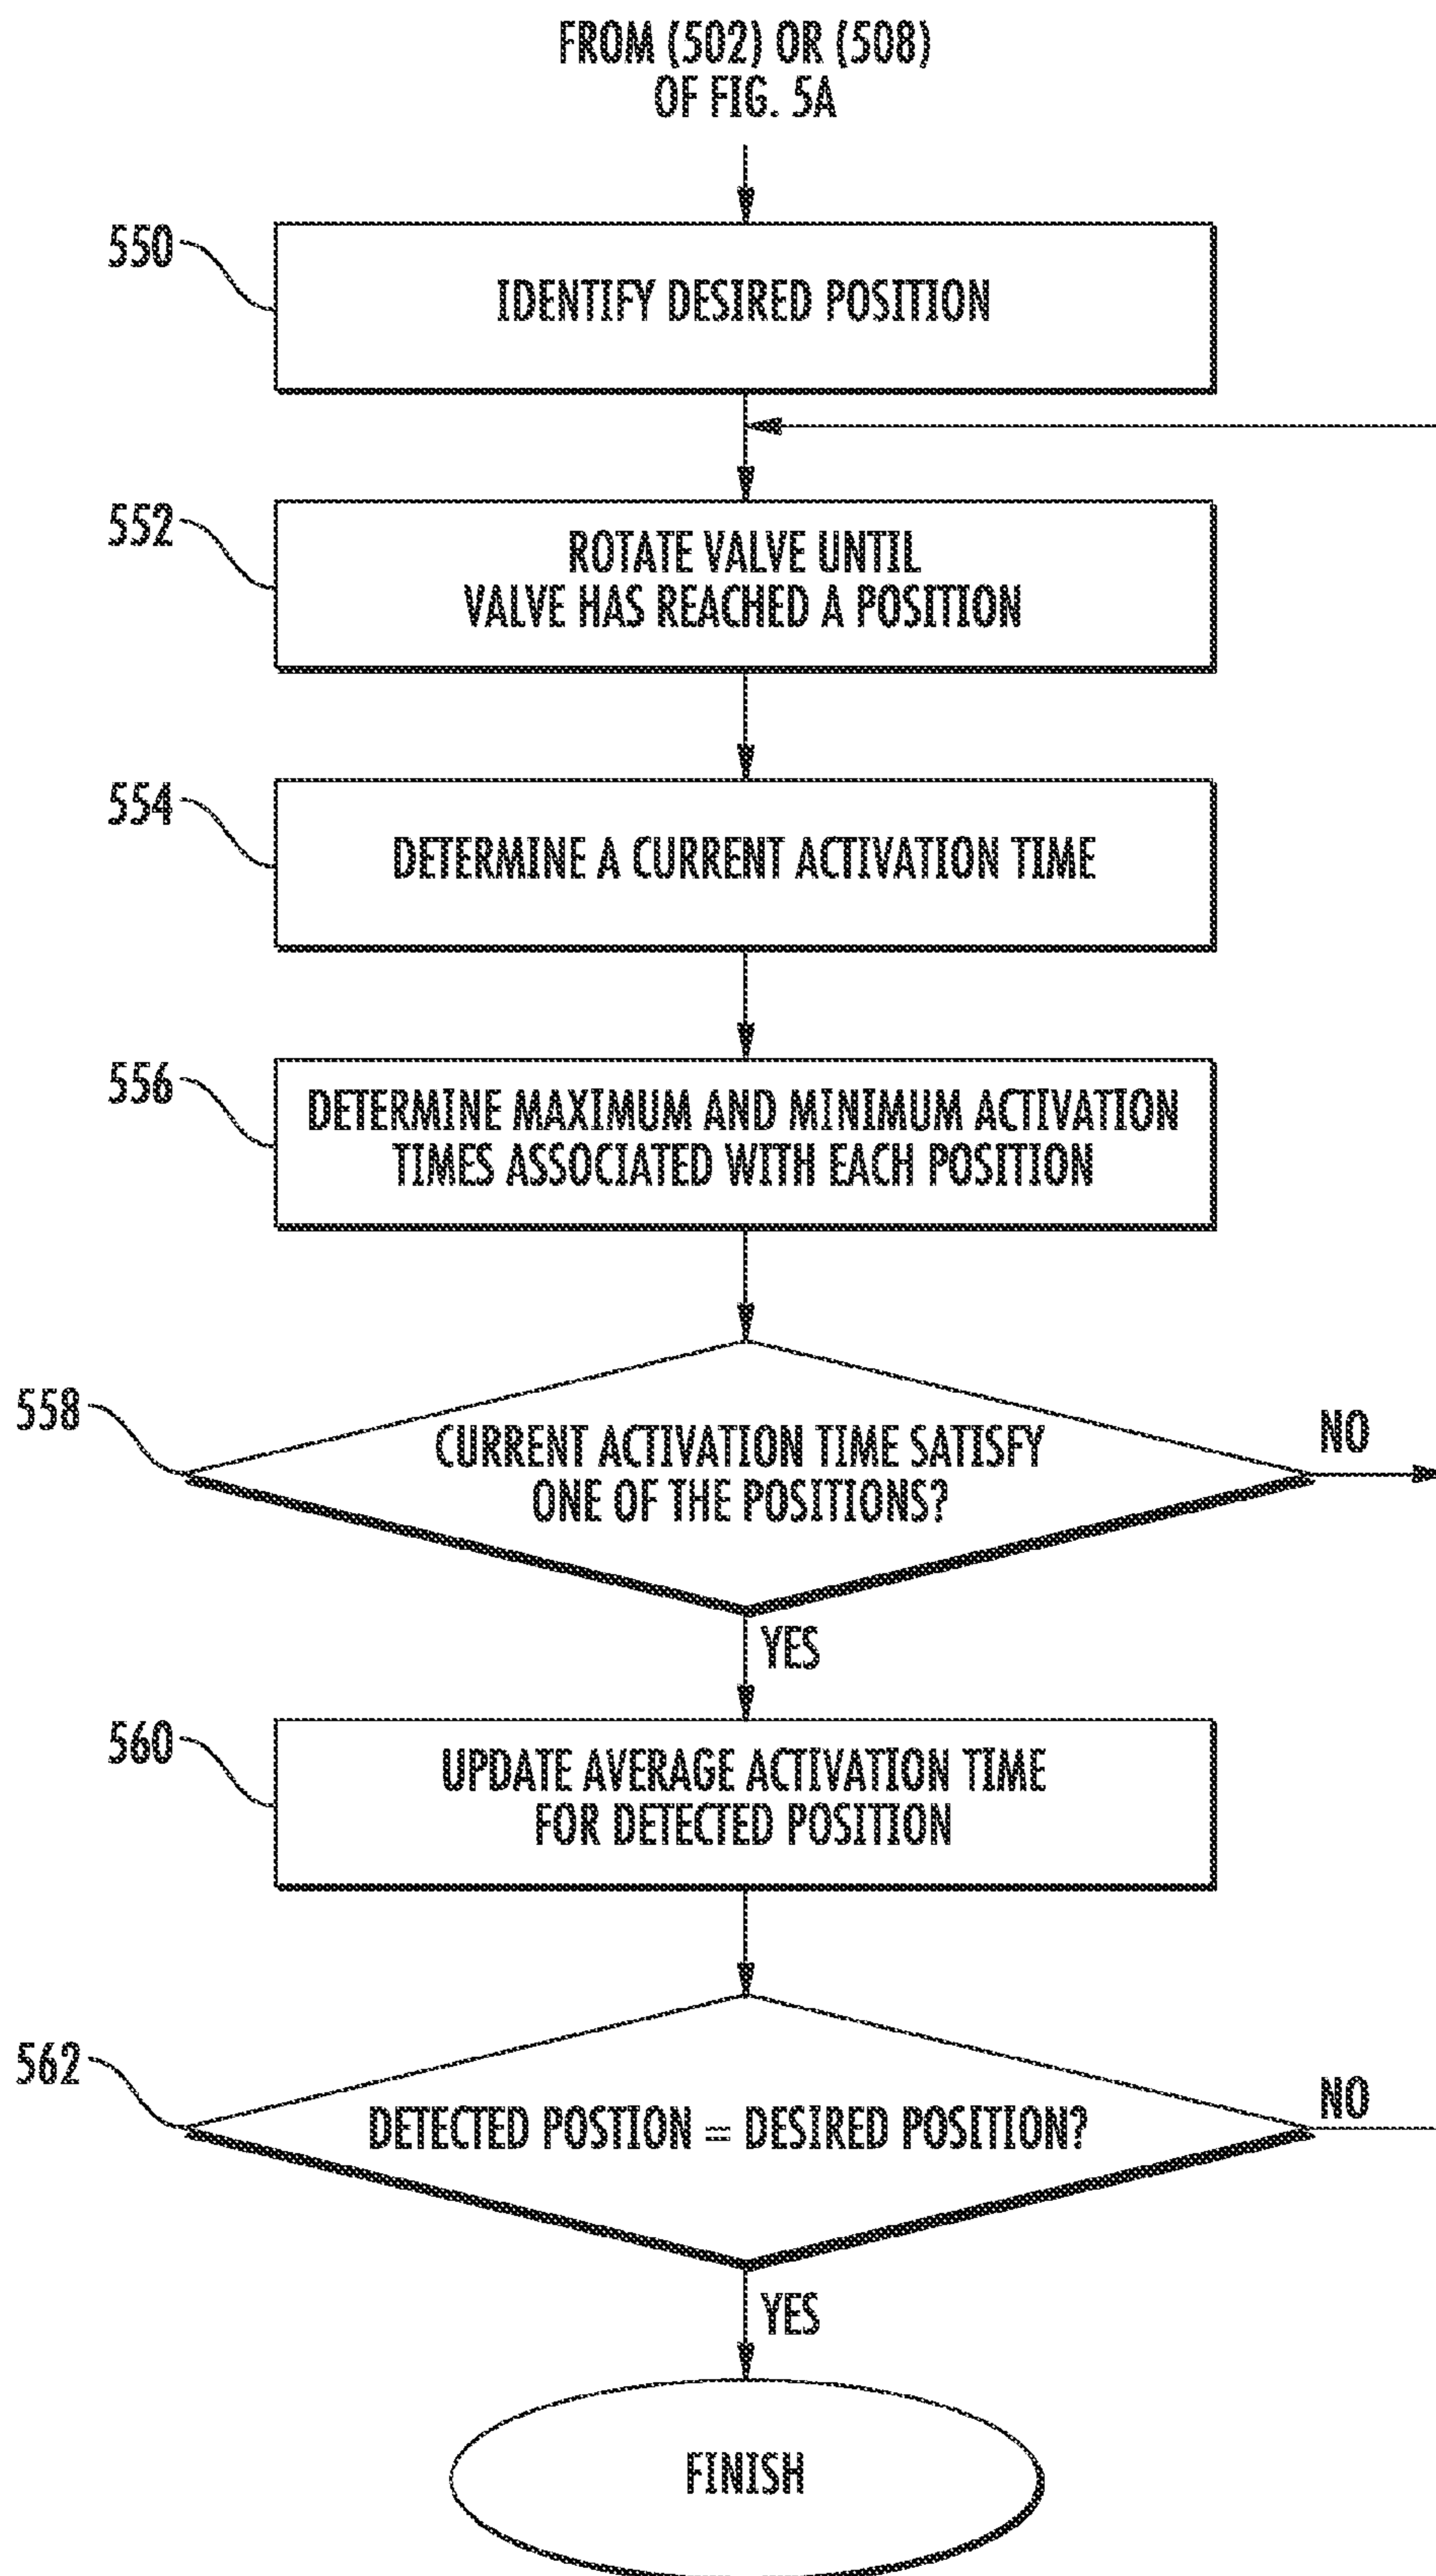 FROM (502) OR (508)
OF FIG. 5A
550
IDENTIFY DESIRED POSITION
552
ROTATE VALVE UNTIL
VALVE HAS REACHED A POSITION
554
DETERMINE A CURRENT ACTIVATION TIME
556
DETERMINE MAXIMUM AND MINIMUM ACTIVATION
TIMES ASSOCIATED WITH EACH POSITION
558
CURRENT ACTIVATION TIME SATISFY
ONE OF THE POSITIONS?
NO
YES
560
UPDATE AVERAGE ACTIVATION TIME
FOR DETECTED POSITION
562
DETECTED POSTION = DESIRED POSITION?
NO
YES
FINISH